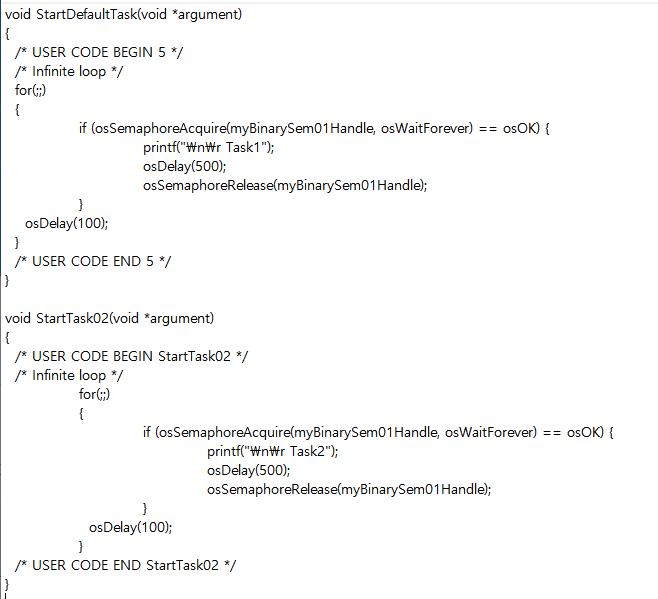 void StartDefaultTask(void *argument)
{
  /* USER CODE BEGIN 5 */
  /* Infinite loop */
  for(;;)
  {
          if (osSemaphoreAcquire(myBinarySem01Handle, osWaitForever) == osOK) {
                  printf("₩n₩r Task1");
                  osDelay(500);
                  osSemaphoreRelease(myBinarySem01Handle);
          }
    osDelay(100);
  }
  /* USER CODE END 5 */
}

void StartTask02(void *argument)
{
  /* USER CODE BEGIN StartTask02 */
  /* Infinite loop */
          for(;;)
          {
                  if (osSemaphoreAcquire(myBinarySem01Handle, osWaitForever) == osOK) {
                          printf("₩n₩r Task2");
                          osDelay(500);
                          osSemaphoreRelease(myBinarySem01Handle);
                  }
            osDelay(100);
          }
  /* USER CODE END StartTask02 */
}